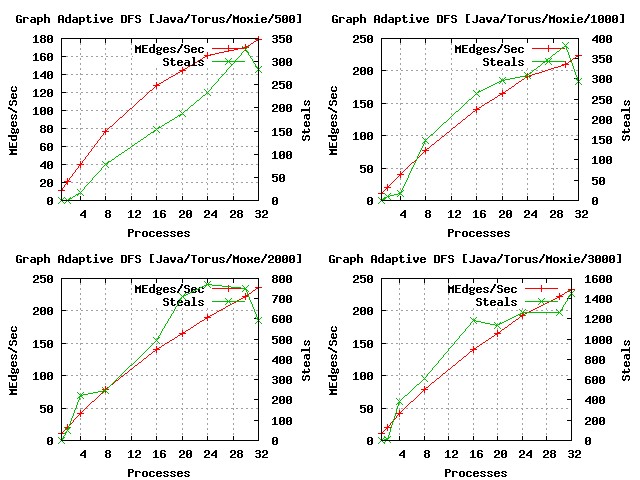 Graph Adaptive DFS [Java/Torus/Moxie/500]
MEdges/Sec
Steals
180
160
140
120
100
80
60
40
20
0
350
300
250
200
150
100
50
0
4 8 12 16 20 24 28 32
MEdges/Sec
Steals
Processes
Graph Adaptive DFS [Java/Torus/Moxie/1000]
MEdges/Sec
Steals
250
200
150
100
50
0
400
350
300
250
200
150
100
50
0
4 8 12 16 20 24 28 32
MEdges/Sec
Steals
Processes
Graph Adaptive DFS [Java/Torus/Moxe/2000]
MEdges/Sec
Steals
250
200
150
100
50
0
800
700
600
500
400
300
200
100
0
4 8 12 16 20 24 28 32
MEdges/Sec
Steals
Processes
Graph Adaptive DFS [Java/Torus/Moxie/3000]
MEdges/Sec
Steals
250
200
150
100
50
0
1600
1400
1200
1000
800
600
400
200
0
4 8 12 16 20 24 28 32
MEdges/Sec
Steals
Processes